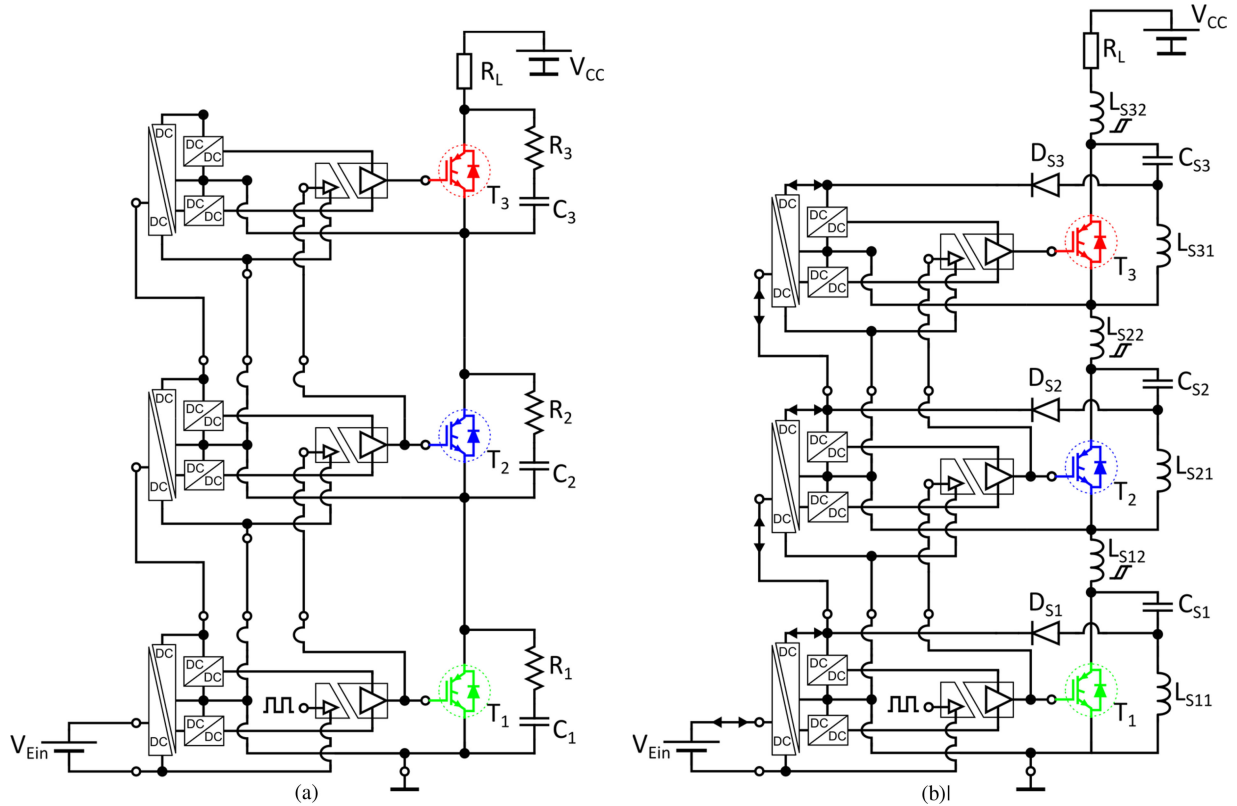 V_CC
R_L
DC
DC
DC
DC
DC
DC
R_3
C_3
T_3
DC
DC
DC
DC
DC
DC
R_2
C_2
T_2
DC
DC
DC
DC
DC
DC
R_1
C_1
T_1
V_Ein
(a)
V_CC
R_L
L_S32
C_S3
D_S3
DC
DC
DC
DC
DC
DC
L_S31
T_3
L_S22
C_S2
D_S2
DC
DC
DC
DC
DC
DC
L_S21
T_2
L_S12
C_S1
D_S1
DC
DC
DC
DC
DC
DC
L_S11
T_1
V_Ein
(b)|